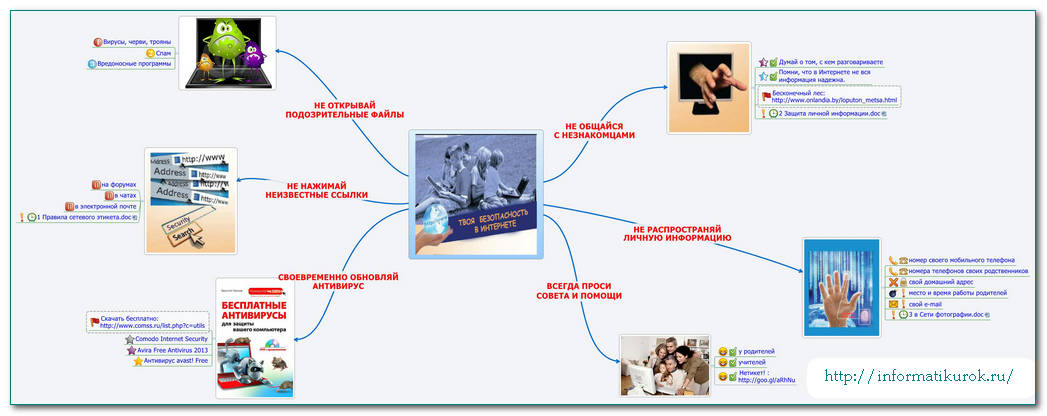 Вирусы, черви, трояны
Спам
Вредоносные программы
НЕ ОТКРЫВАЙ
ПОДОЗРИТЕЛЬНЫЕ ФАЙЛЫ
на форумах
в чатах
в электронной почте
1 Правила сетевого этикета.doc
Address
http://www
Address
http://www
Address
http://www
Security
Search
НЕ НАЖИМАЙ
НЕИЗВЕСТНЫЕ ССЫЛКИ
Скачать бесплатно:
http://www.comss.ru/list.php?c=utils
Comodo Internet Security
Avira Free Antivirus 2013
Антивирус avast! Free
БЕСПЛАТНЫЕ
АНТИВИРУСЫ
для защиты
вашего компьютера
СВОЕВРЕМЕННО ОБНОВЛЯЙ
АНТИВИРУС
ТВОЯ БЕЗОПАСНОСТЬ
В ИНТЕРНЕТЕ
НЕ ОБЩАЙСЯ
С НЕЗНАКОМЦАМИ
Думай о том, с кем разговариваете
Помни, что в Интернете не вся
информация надежна.
Бесконечный лес:
http://www.onlandia.by/loputon_metsa.html
2 Защита личной информации.doc
НЕ РАСПРОСТРАНЯЙ
ЛИЧНУЮ ИНФОРМАЦИЮ
номер своего мобильного телефона
номера телефонов своих родственников
свой домашний адрес
место и время работы родителей
свой e-mail
3 в Сети фотографии.doc
ВСЕГДА ПРОСИ
СОВЕТА И ПОМОЩИ
у родителей
учителей
Нетикет! :
http://goo.gl/aRhNu
http://informatikurok.ru/